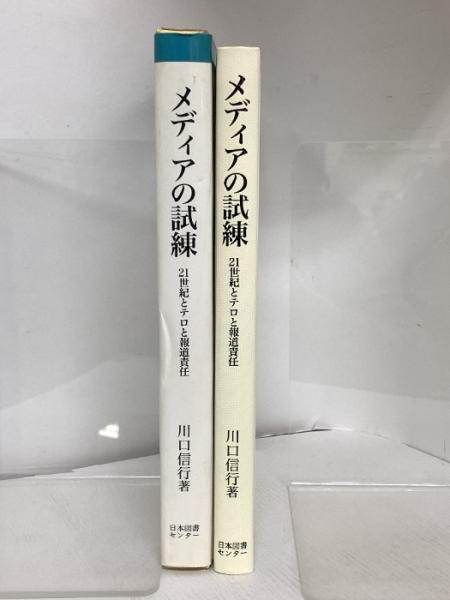 メディアの試練
21世紀とテロと報道責任
川口信行著
日本図書
センター
メディアの試練
21世紀とテロと報道責任
川口信行著
日本図書
センター